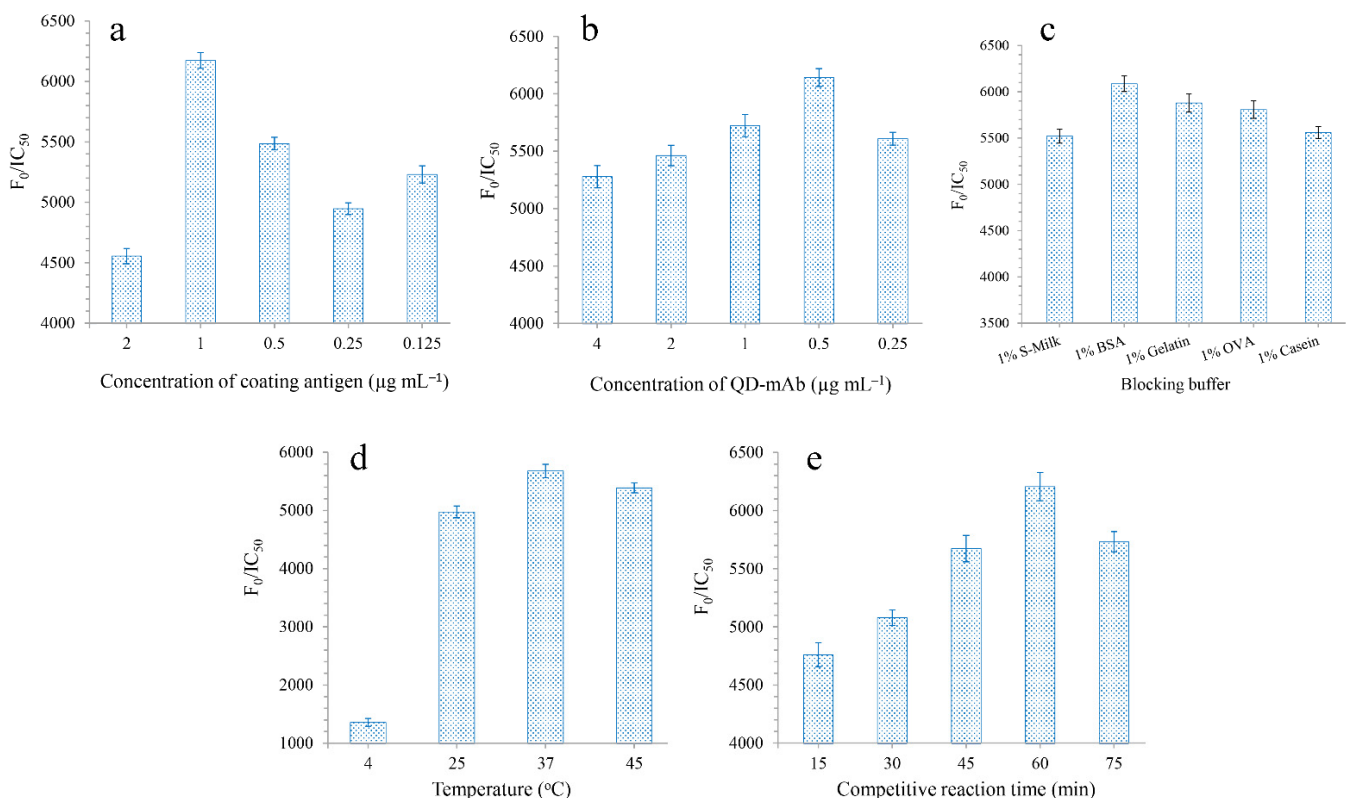 a
6500
6000
5500
5000
4500
4000
F₀/IC₅₀
2 1 0.5 0.25 0.125
Concentration of coating antigen (µg mL⁻¹)
b
6500
6000
5500
5000
4500
4000
F₀/IC₅₀
4 2 1 0.5 0.25
Concentration of QD-mAb (µg mL⁻¹)
c
6500
6000
5500
5000
4500
4000
3500
F₀/IC₅₀
1% S-Milk 1% BSA 1% Gelatin 1% OVA 1% Casein
Blocking buffer
d
6000
5000
4000
3000
2000
1000
F₀/IC₅₀
4 25 37 45
Temperature (°C)
e
6500
6000
5500
5000
4500
4000
F₀/IC₅₀
15 30 45 60 75
Competitive reaction time (min)